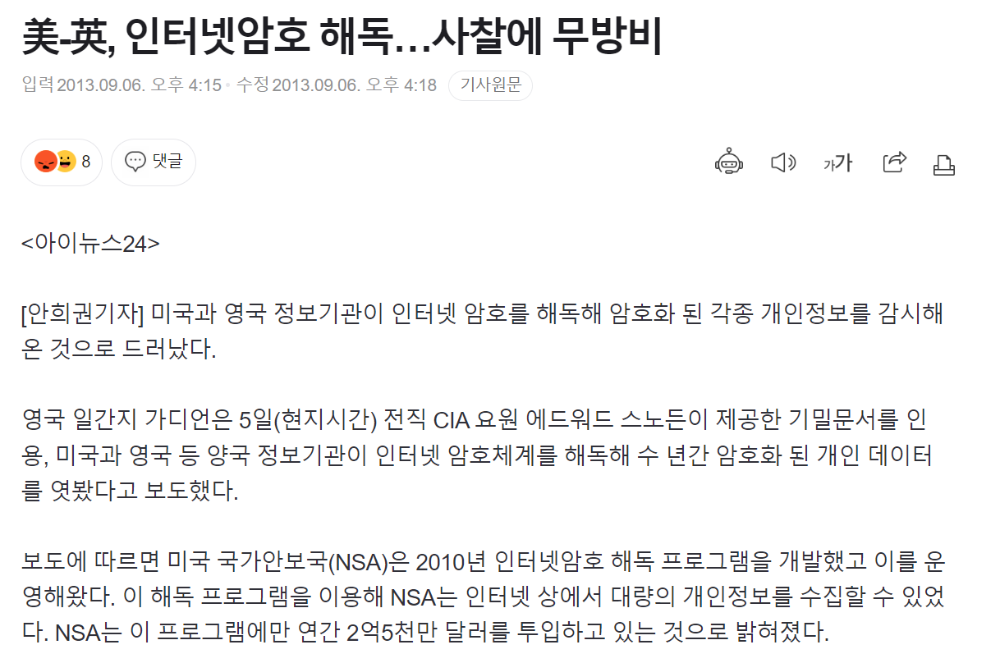 美-英, 인터넷암호 해독…사찰에 무방비
입력 2013.09.06. 오후 4:15 · 수정 2013.09.06. 오후 4:18 기사원문
8 댓글 가가
<아이뉴스24>
[안희권기자] 미국과 영국 정보기관이 인터넷 암호를 해독해 암호화 된 각종 개인정보를 감시해
온 것으로 드러났다.
영국 일간지 가디언은 5일(현지시간) 전직 CIA 요원 에드워드 스노든이 제공한 기밀문서를 인
용, 미국과 영국 등 양국 정보기관이 인터넷 암호체계를 해독해 수 년간 암호화 된 개인 데이터
를 엿봤다고 보도했다.
보도에 따르면 미국 국가안보국(NSA)은 2010년 인터넷암호 해독 프로그램을 개발했고 이를 운
영해왔다. 이 해독 프로그램을 이용해 NSA는 인터넷 상에서 대량의 개인정보를 수집할 수 있었
다. NSA는 이 프로그램에만 연간 2억5천만 달러를 투입하고 있는 것으로 밝혀졌다.